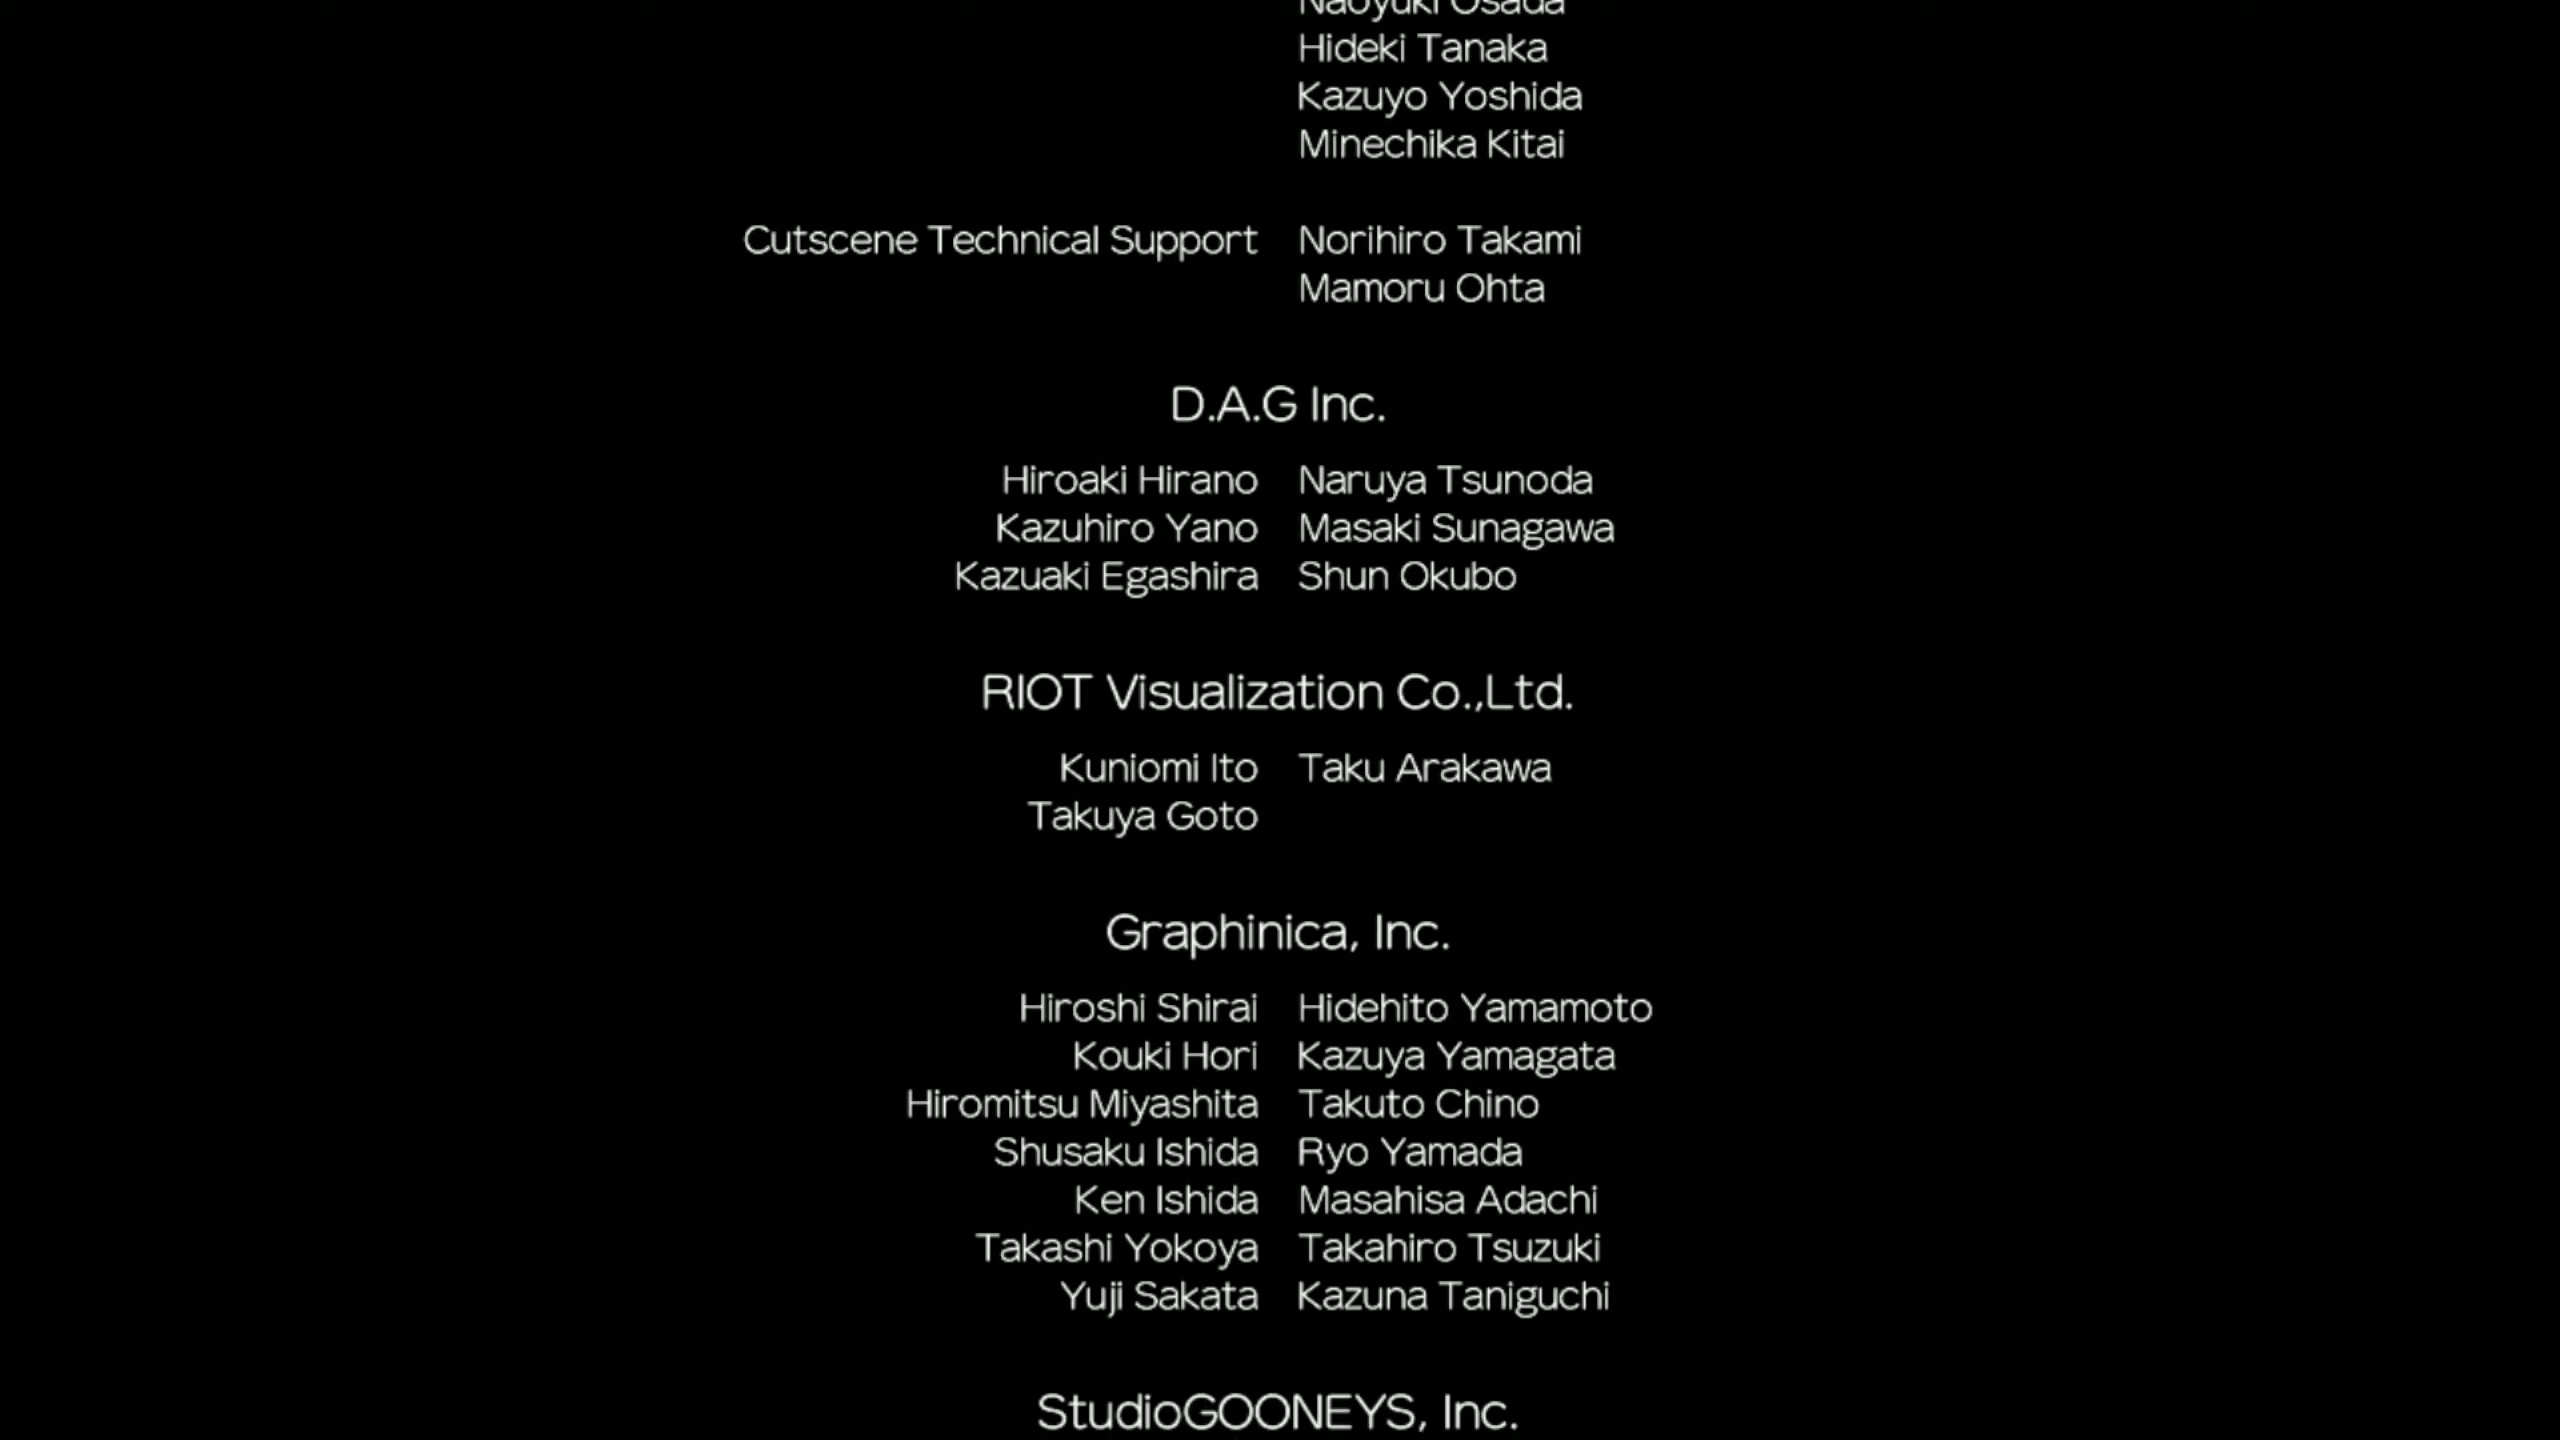 Naoyuki Osada
Hideki Tanaka
Kazuyo Yoshida
Minechika Kitai
Cutscene Technical Support Norihiro Takami
Mamoru Ohta
D.A.G Inc.
Hiroaki Hirano Naruya Tsunoda
Kazuhiro Yano Masaki Sunagawa
Kazuaki Egashira Shun Okubo
RIOT Visualization Co.,Ltd.
Kuniomi Ito Taku Arakawa
Takuya Goto
Graphinica, Inc.
Hiroshi Shirai Hidehito Yamamoto
Kouki Hori Kazuya Yamagata
Hiromitsu Miyashita Takuto Chino
Shusaku Ishida Ryo Yamada
Ken Ishida Masahisa Adachi
Takashi Yokoya Takahiro Tsuzuki
Yuji Sakata Kazuna Taniguchi
StudioGOONEYS, Inc.